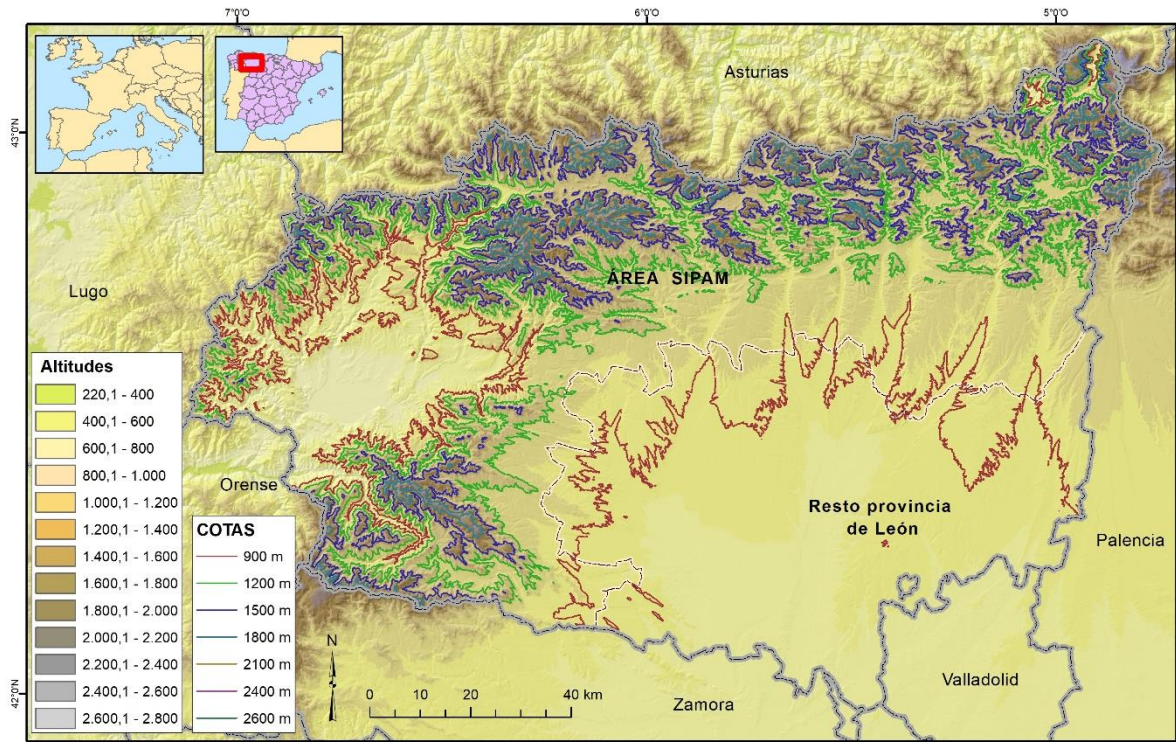 7°0'0"
6°0'0"
5°0'0"
43°0'N
42°0'N
Asturias
Lugo
ÁREA SIPAM
Orense
Resto provincia
de León
Palencia
Valladolid
Zamora
Altitudes
220,1 - 400
400,1 - 600
600,1 - 800
800,1 - 1.000
1.000,1 - 1.200
1.200,1 - 1.400
1.400,1 - 1.600
1.600,1 - 1.800
1.800,1 - 2.000
2.000,1 - 2.200
2.200,1 - 2.400
2.400,1 - 2.600
2.600,1 - 2.800
COTAS
900 m
1200 m
1500 m
1800 m
2100 m
2400 m
2600 m
N
0 10 20 40 km